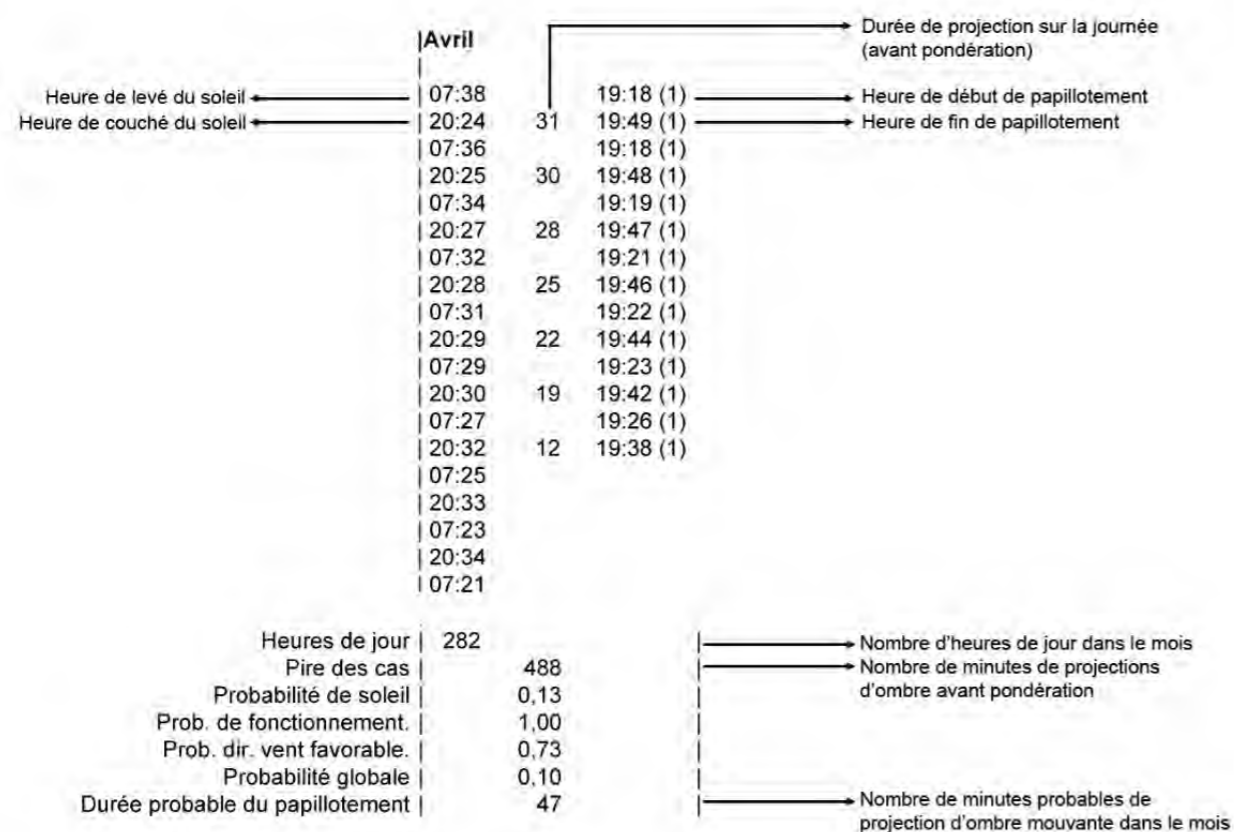 |Avril
Durée de projection sur la journée
(avant pondération)
Heure de levé du soleil | 07:38 19:18 (1) Heure de début de papillotement
Heure de couché du soleil | 20:24 31 19:49 (1) Heure de fin de papillotement
| 07:36 19:18 (1)
| 20:25 30 19:48 (1)
| 07:34 19:19 (1)
| 20:27 28 19:47 (1)
| 07:32 19:21 (1)
| 20:28 25 19:46 (1)
| 07:31 19:22 (1)
| 20:29 22 19:44 (1)
| 07:29 19:23 (1)
| 20:30 19 19:42 (1)
| 07:27 19:26 (1)
| 20:32 12 19:38 (1)
| 07:25
| 20:33
| 07:23
| 20:34
| 07:21
Heures de jour | 282 | Nombre d'heures de jour dans le mois
Pire des cas | 488 | Nombre de minutes de projections
d'ombre avant pondération
Probabilité de soleil | 0,13 |
Prob. de fonctionnement. | 1,00 |
Prob. dir. vent favorable. | 0,73 |
Probabilité globale | 0,10 |
Durée probable du papillotement | 47 | Nombre de minutes probables de
projection d'ombre mouvante dans le mois